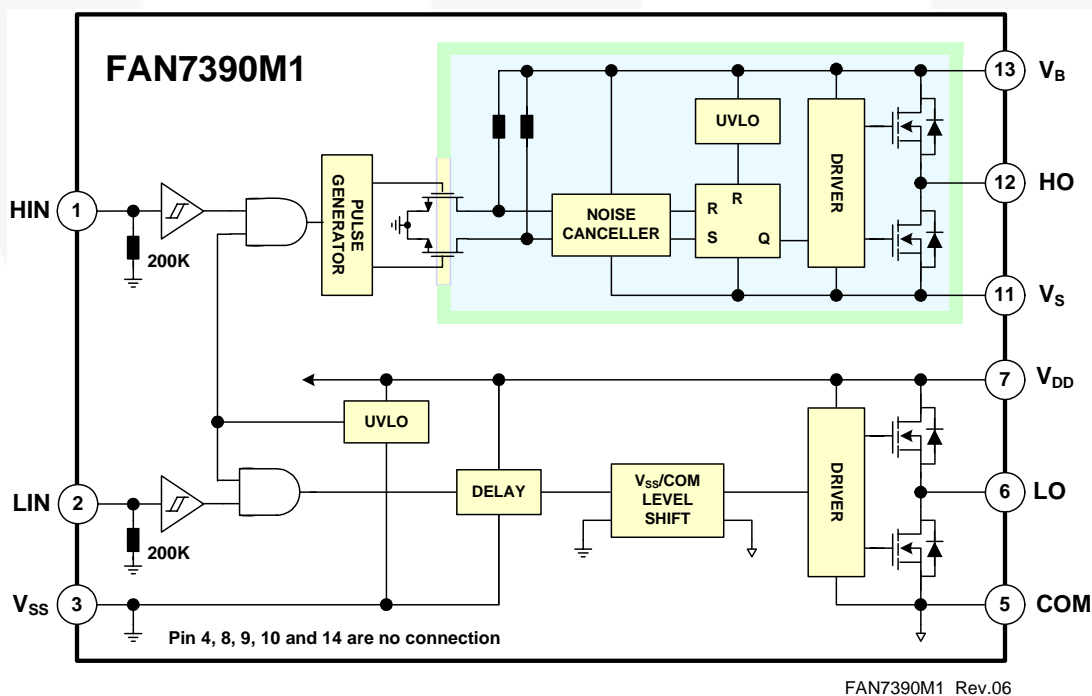 FAN7390M1
13
VB
UVLO
DRIVER
PULSE
GENERATOR
12
HO
HIN
1
NOISE
CANCELLER
R
R
S
Q
200K
11
VS
7
VDD
UVLO
LIN
2
DELAY
VSS/COM
LEVEL
SHIFT
DRIVER
6
LO
200K
VSS
3
5
COM
Pin 4, 8, 9, 10 and 14 are no connection
FAN7390M1 Rev.06